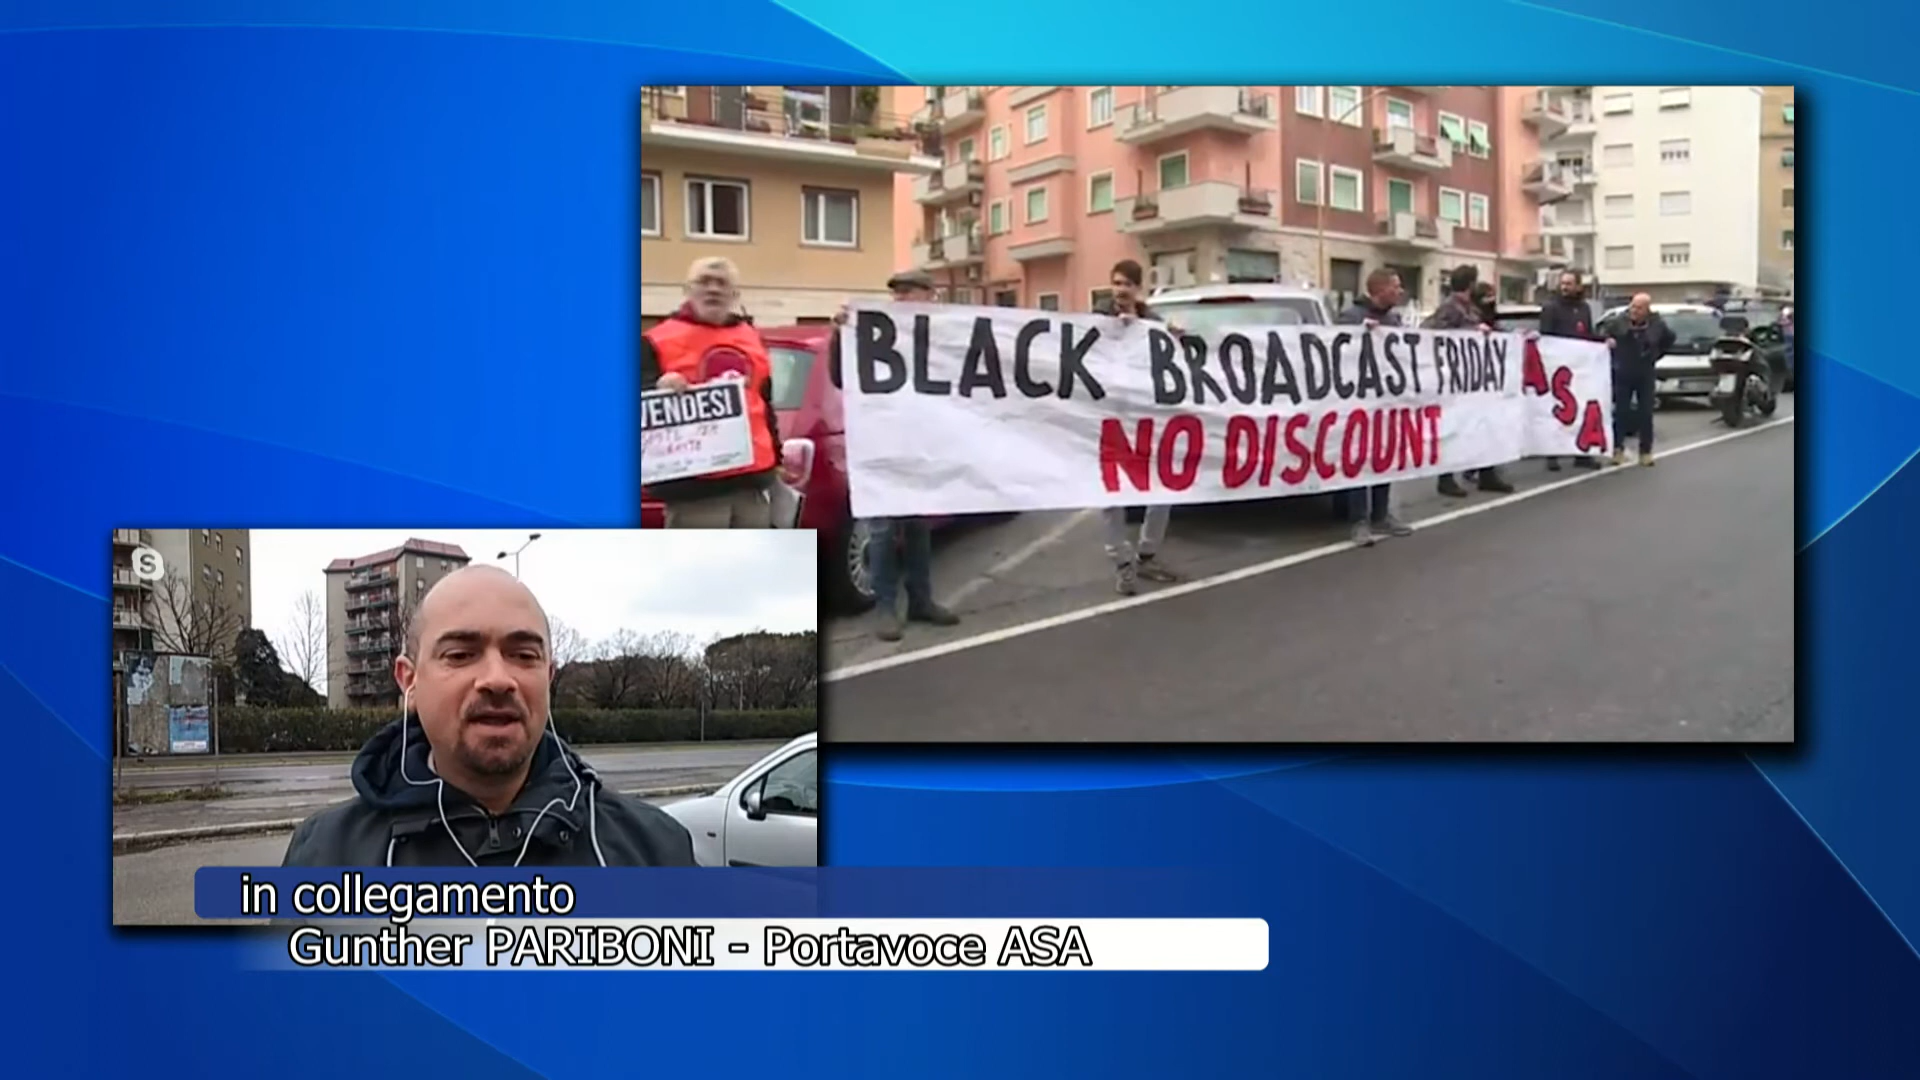 BLACK BROADCAST FRIDAY ASA
NO DISCOUNT
VENDESI
S
in collegamento
Gunther PARIBONI - Portavoce ASA